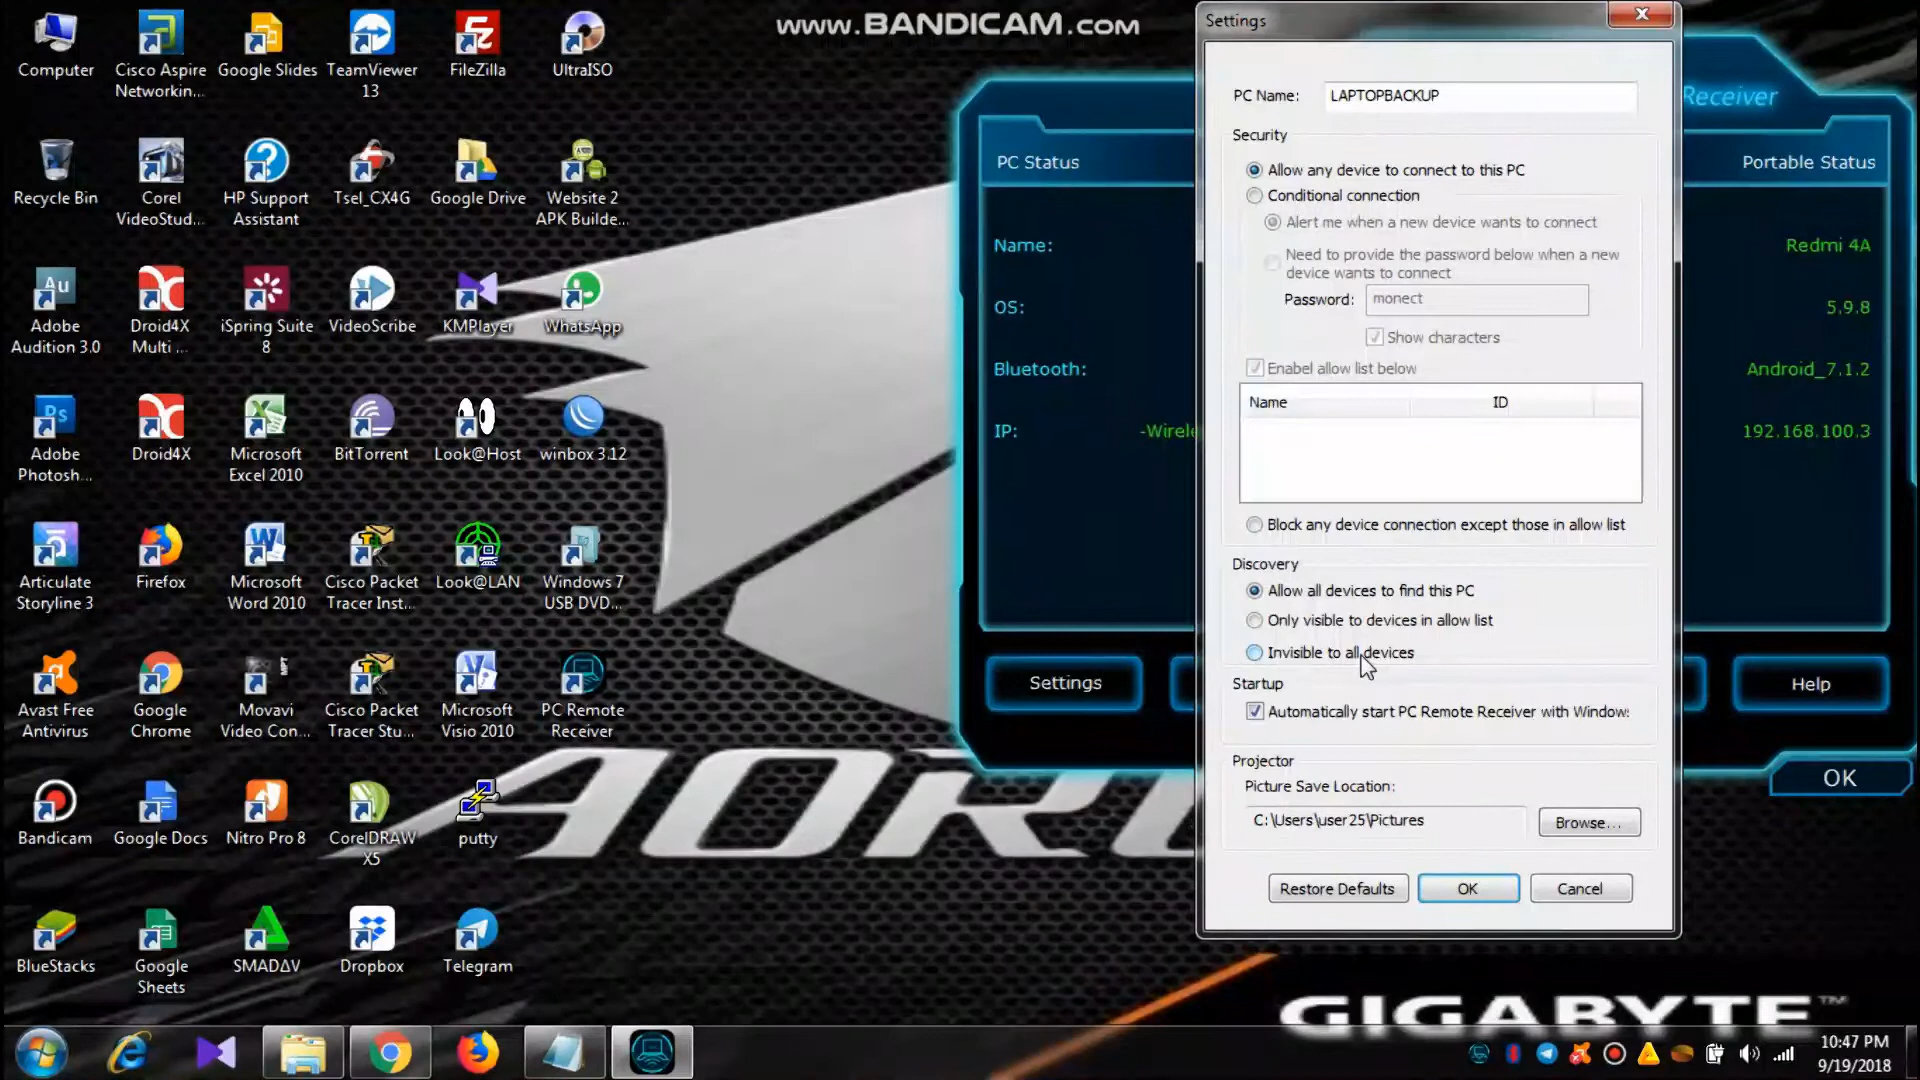 www.BANDICAM.com
Computer
Cisco Aspire
Networkin...
Google Slides
TeamViewer
13
FileZilla
UltraISO
Recycle Bin
Corel
VideoStud...
HP Support
Assistant
Tsel_CX4G
Google Drive
Website 2
APK Builde...
Adobe
Audition 3.0
Droid4X
Multi ...
iSpring Suite
8
VideoScribe
KMPlayer
WhatsApp
Adobe
Photosh...
Droid4X
Microsoft
Excel 2010
BitTorrent
Look@Host
winbox 3.12
Articulate
Storyline 3
Firefox
Microsoft
Word 2010
Cisco Packet
Tracer Inst...
Look@LAN
Windows 7
USB DVD...
Avast Free
Antivirus
Google
Chrome
Movavi
Video Con...
Cisco Packet
Tracer Stu...
Microsoft
Visio 2010
PC Remote
Receiver
Bandicam
Google Docs
Nitro Pro 8
CorelDRAW
X5
putty
BlueStacks
Google
Sheets
SMADΔV
Dropbox
Telegram
Receiver
PC Status
Portable Status
Name:
Redmi 4A
OS:
5.9.8
Bluetooth:
Android_7.1.2
IP:
-Wirele
192.168.100.3
Settings
Help
OK
Settings
PC Name:
LAPTOPBACKUP
Security
Allow any device to connect to this PC
Conditional connection
Alert me when a new device wants to connect
Need to provide the password below when a new
device wants to connect
Password:
monect
Show characters
Enabel allow list below
Name
ID
Block any device connection except those in allow list
Discovery
Allow all devices to find this PC
Only visible to devices in allow list
Invisible to all devices
Startup
Automatically start PC Remote Receiver with Window
Projector
Picture Save Location:
C:\Users\user25\Pictures
Browse...
Restore Defaults
OK
Cancel
GIGABYTE™
10:47 PM
9/19/2018